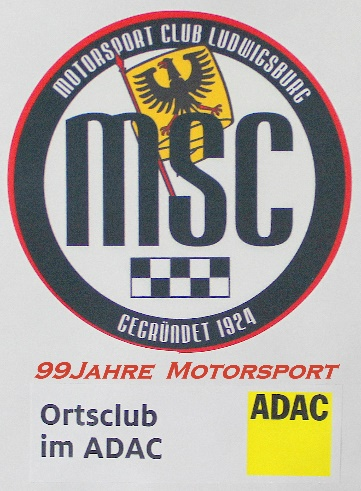 MOTORSPORT CLUB LUDWIGSBURG
MSC
GEGRÜNDET 1924
99JAHRE MOTORSPORT
Ortsclub
im ADAC
ADAC